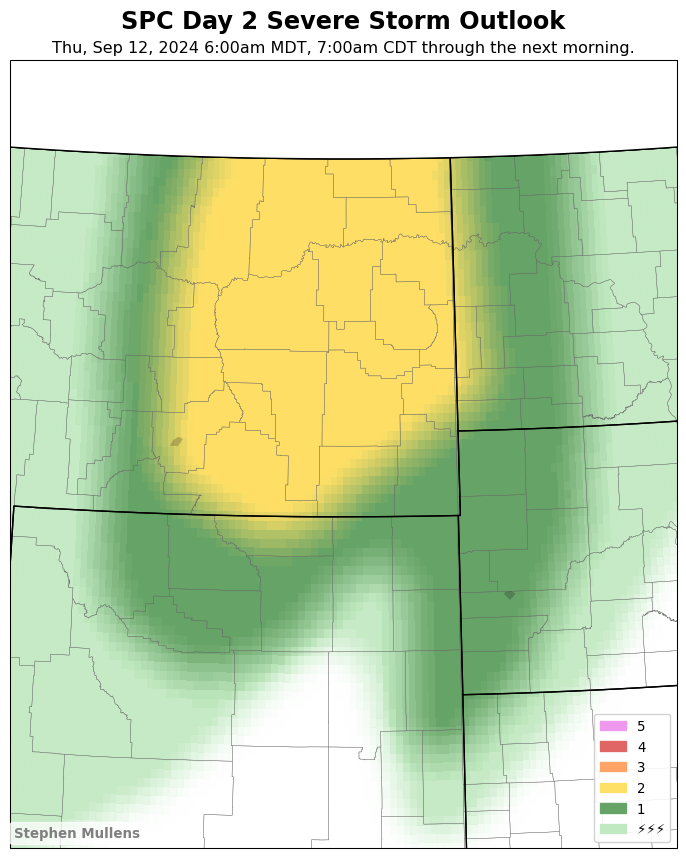 SPC Day 2 Severe Storm Outlook
Thu, Sep 12, 2024 6:00am MDT, 7:00am CDT through the next morning.
5
4
3
2
1
⚡⚡⚡
Stephen Mullens